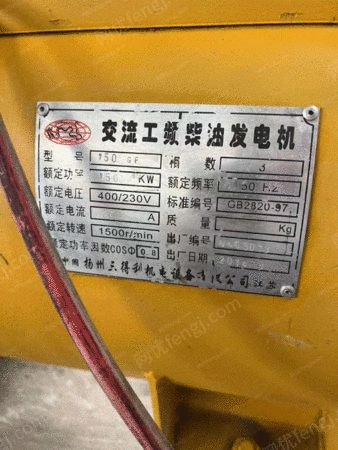 交流工频柴油发电机
型号 150GF 相数 3
额定功 KW 额定频率 50HZ
额定电压 400/230V 标准编号 GB2820-97
额定电流 A 量 Kg
额定转速 1500r/min 出厂编号
额定功率因数COSΦ 0.8 出厂日期
中国扬州三得利机电设备有限公司江苏